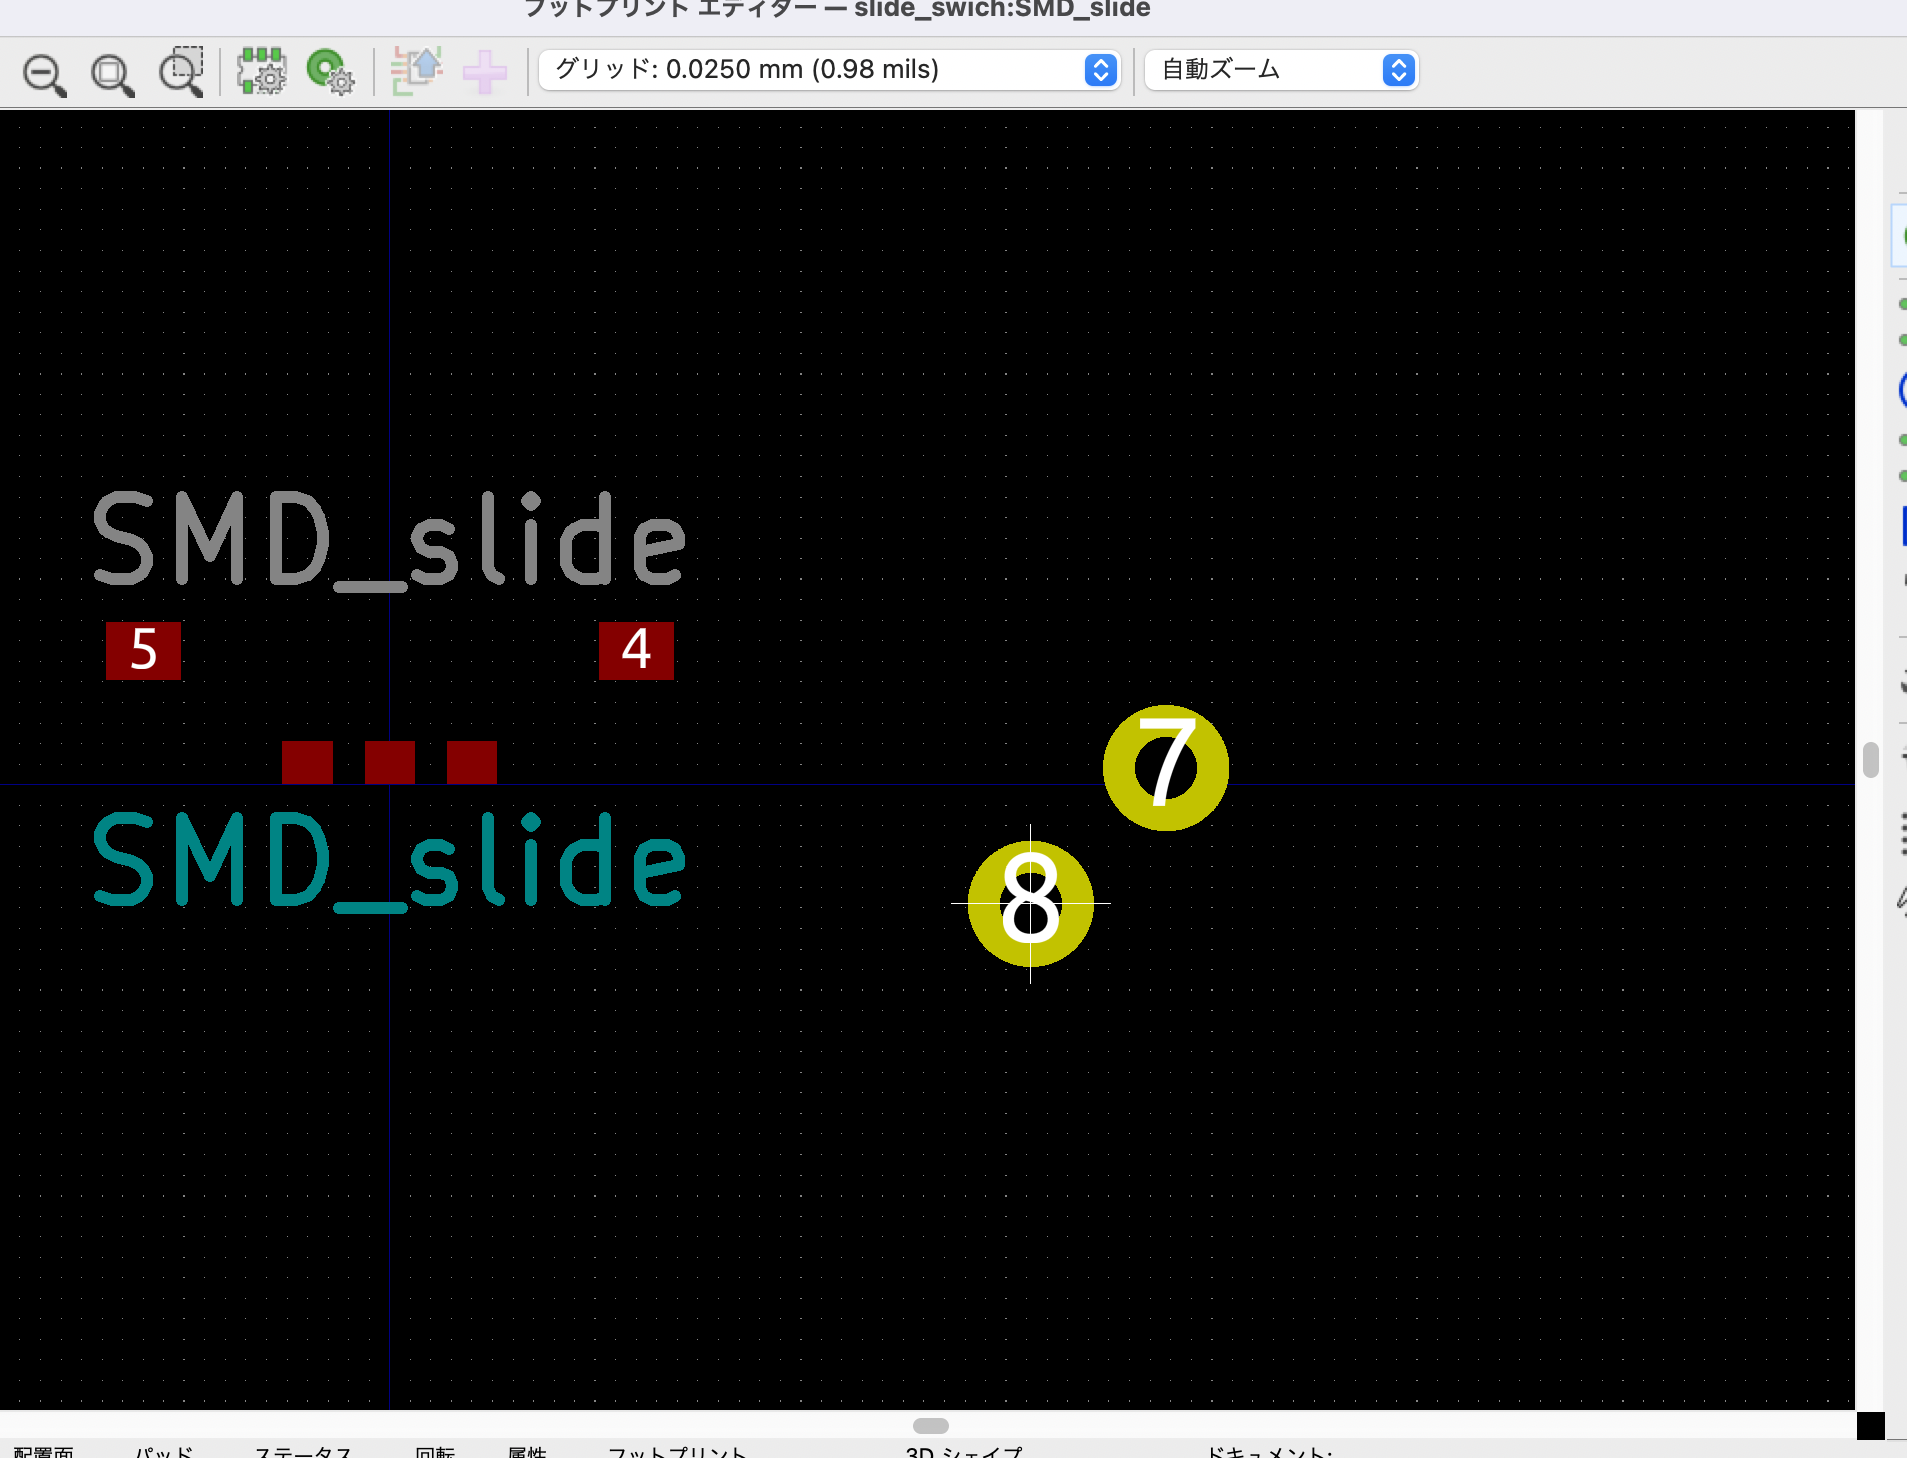 フットプリント エディター — slide_swich:SMD_slide
グリッド: 0.0250 mm (0.98 mils)
自動ズーム
SMD_slide
5
4
7
SMD_slide
8
配置面
パッド
ステータス
回転
属性
フットプリント
3D シェイプ
ドキュメント: